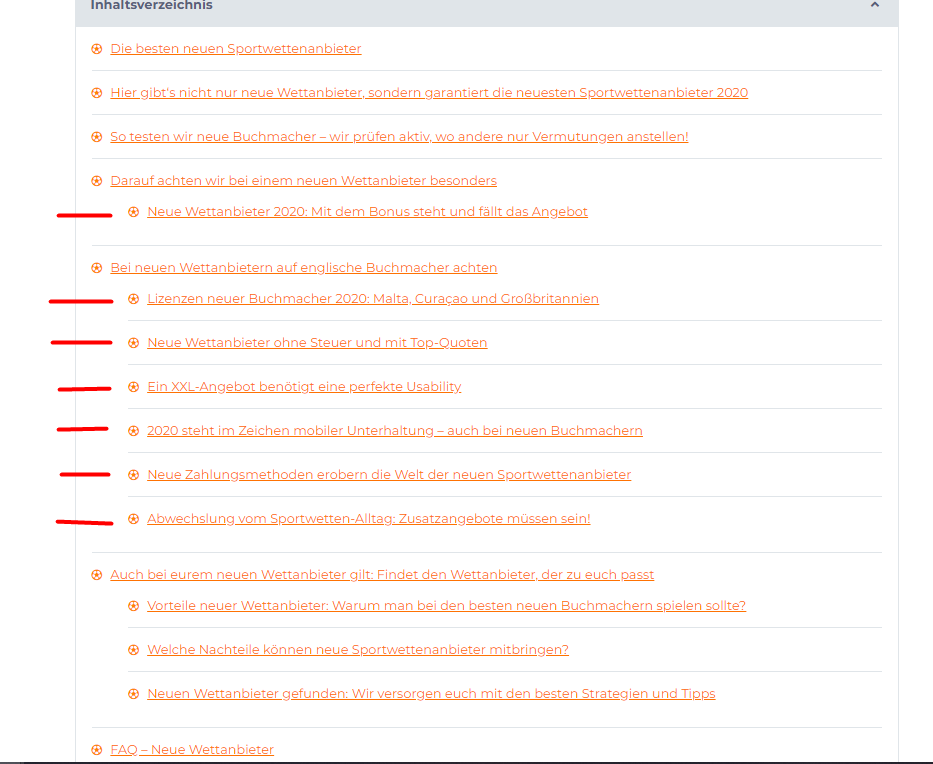 Inhaltsverzeichnis
Die besten neuen Sportwettenanbieter
Hier gibt's nicht nur neue Wettanbieter, sondern garantiert die neuesten Sportwettenanbieter 2020
So testen wir neue Buchmacher – wir prüfen aktiv, wo andere nur Vermutungen anstellen!
Darauf achten wir bei einem neuen Wettanbieter besonders
Neue Wettanbieter 2020: Mit dem Bonus steht und fällt das Angebot
Bei neuen Wettanbietern auf englische Buchmacher achten
Lizenzen neuer Buchmacher 2020: Malta, Curaçao und Großbritannien
Neue Wettanbieter ohne Steuer und mit Top-Quoten
Ein XXL-Angebot benötigt eine perfekte Usability
2020 steht im Zeichen mobiler Unterhaltung – auch bei neuen Buchmachern
Neue Zahlungsmethoden erobern die Welt der neuen Sportwettenanbieter
Abwechslung vom Sportwetten-Alltag: Zusatzangebote müssen sein!
Auch bei eurem neuen Wettanbieter gilt: Findet den Wettanbieter, der zu euch passt
Vorteile neuer Wettanbieter: Warum man bei den besten neuen Buchmachern spielen sollte?
Welche Nachteile können neue Sportwettenanbieter mitbringen?
Neuen Wettanbieter gefunden: Wir versorgen euch mit den besten Strategien und Tipps
FAQ – Neue Wettanbieter